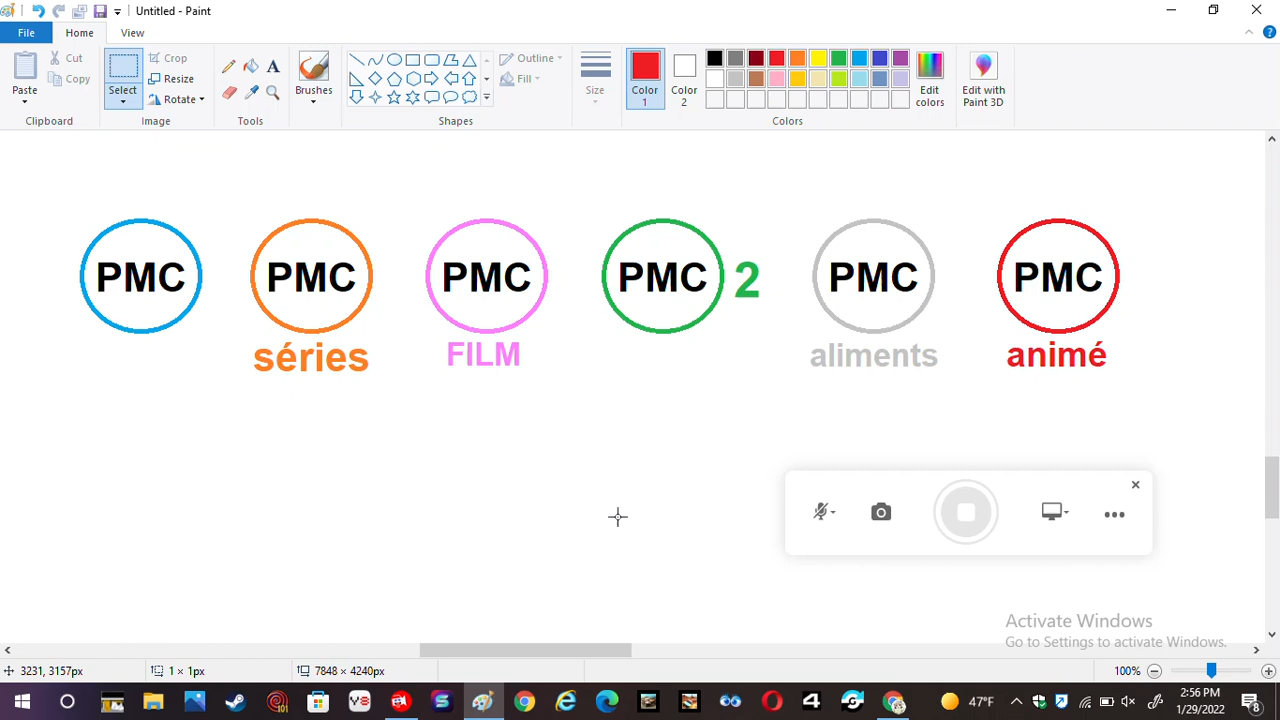 Untitled - Paint
File Home View
Paste
Cut
Copy
Clipboard
Select
Crop
Resize
Rotate
Image
Tools
Brushes
Shapes
Outline
Fill
Size
Color 1
Color 2
Colors
Edit colors
Edit with Paint 3D
PMC PMC PMC PMC 2 PMC PMC
séries FILM aliments animé
Activate Windows
Go to Settings to activate Windows.
3231, 3157px 1 × 1px 7848 × 4240px 100%
47°F
2:56 PM
1/29/2022